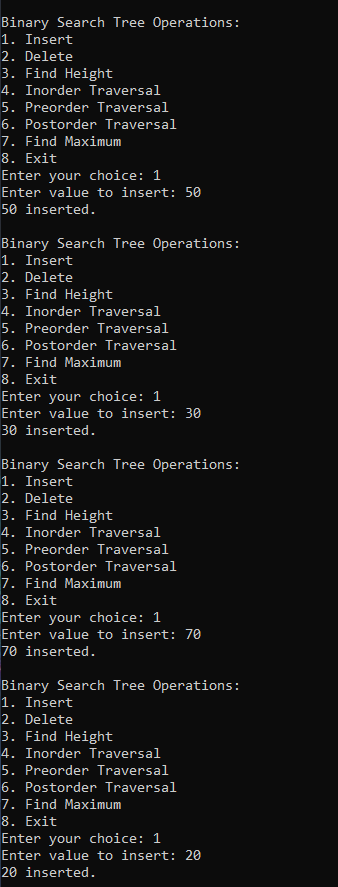 Binary Search Tree Operations:
1. Insert
2. Delete
3. Find Height
4. Inorder Traversal
5. Preorder Traversal
6. Postorder Traversal
7. Find Maximum
8. Exit
Enter your choice: 1
Enter value to insert: 50
50 inserted.

Binary Search Tree Operations:
1. Insert
2. Delete
3. Find Height
4. Inorder Traversal
5. Preorder Traversal
6. Postorder Traversal
7. Find Maximum
8. Exit
Enter your choice: 1
Enter value to insert: 30
30 inserted.

Binary Search Tree Operations:
1. Insert
2. Delete
3. Find Height
4. Inorder Traversal
5. Preorder Traversal
6. Postorder Traversal
7. Find Maximum
8. Exit
Enter your choice: 1
Enter value to insert: 70
70 inserted.

Binary Search Tree Operations:
1. Insert
2. Delete
3. Find Height
4. Inorder Traversal
5. Preorder Traversal
6. Postorder Traversal
7. Find Maximum
8. Exit
Enter your choice: 1
Enter value to insert: 20
20 inserted.